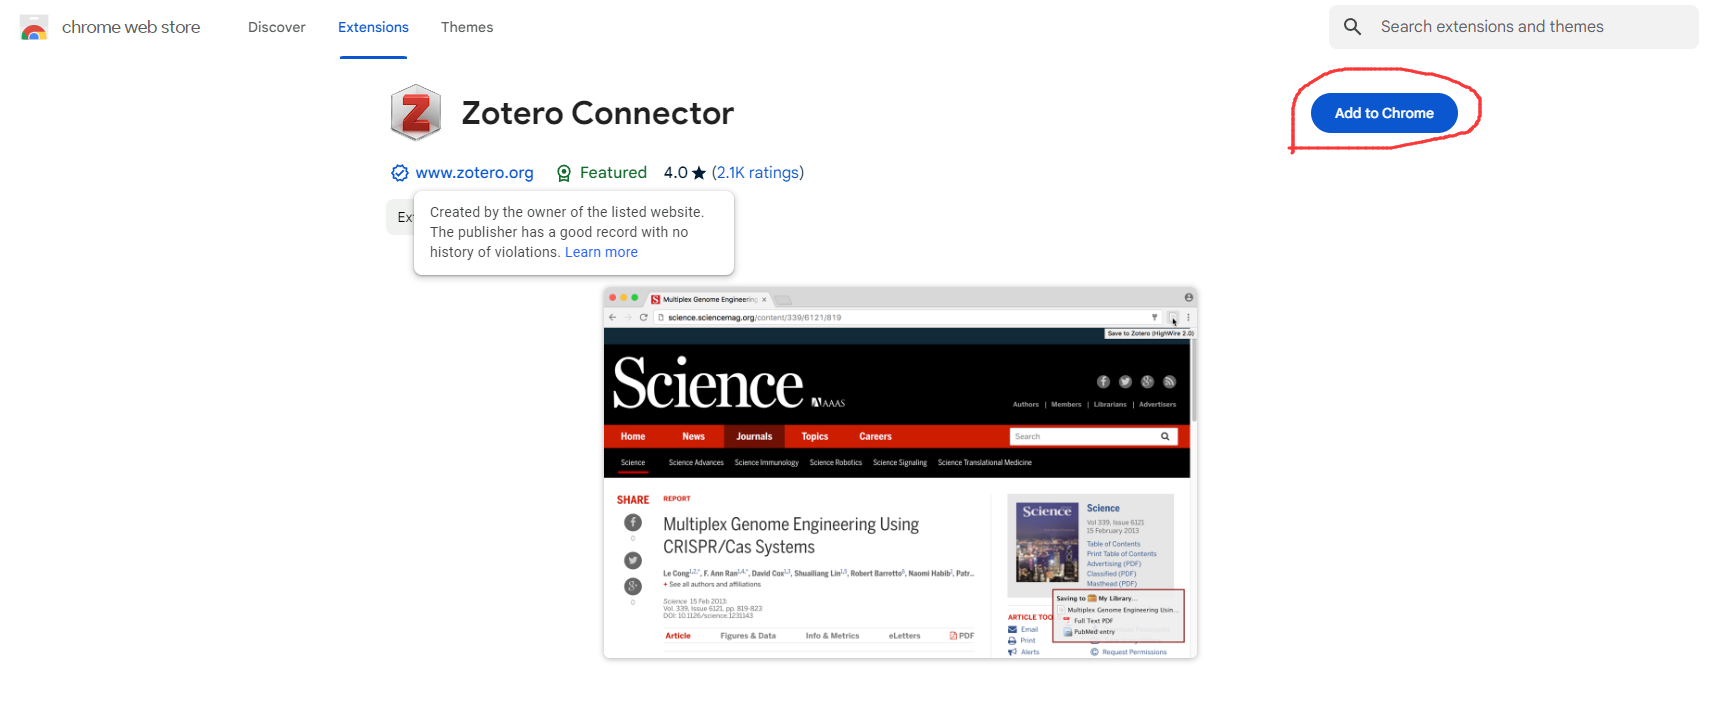 chrome web store
Discover
Extensions
Themes
Search extensions and themes
Zotero Connector
Add to Chrome
www.zotero.org
Featured
4.0 ★ (2.1K ratings)
Created by the owner of the listed website.
The publisher has a good record with no
history of violations. Learn more
science.sciencemag.org/content/339/6121/819
Save to Zotero (HighWire 2.0)
Science
AAAS
Authors | Members | Librarians | Advertisers
Home
News
Journals
Topics
Careers
Search
Science
Science Advances
Science Immunology
Science Robotics
Science Signaling
Science Translational Medicine
SHARE
0
0
REPORT
Multiplex Genome Engineering Using
CRISPR/Cas Systems
Le Cong, F. Ann Ran, David Cox, Shuailiang Lin, Robert Barretto, Naomi Habib, Patr...
+ See all authors and affiliations
Science 15 Feb 2013:
Vol. 339, Issue 6121, pp. 819-823
DOI: 10.1126/science.1231143
Article
Figures & Data
Info & Metrics
eLetters
PDF
Science
Science
Vol 339, Issue 6121
15 February 2013
Table of Contents
Print Table of Contents
Advertising (PDF)
Classified (PDF)
Masthead (PDF)
Saving to My Library...
Multiplex Genome Engineering Usin...
Full Text PDF
PubMed entry
Email
Print
Alerts
Request Permissions